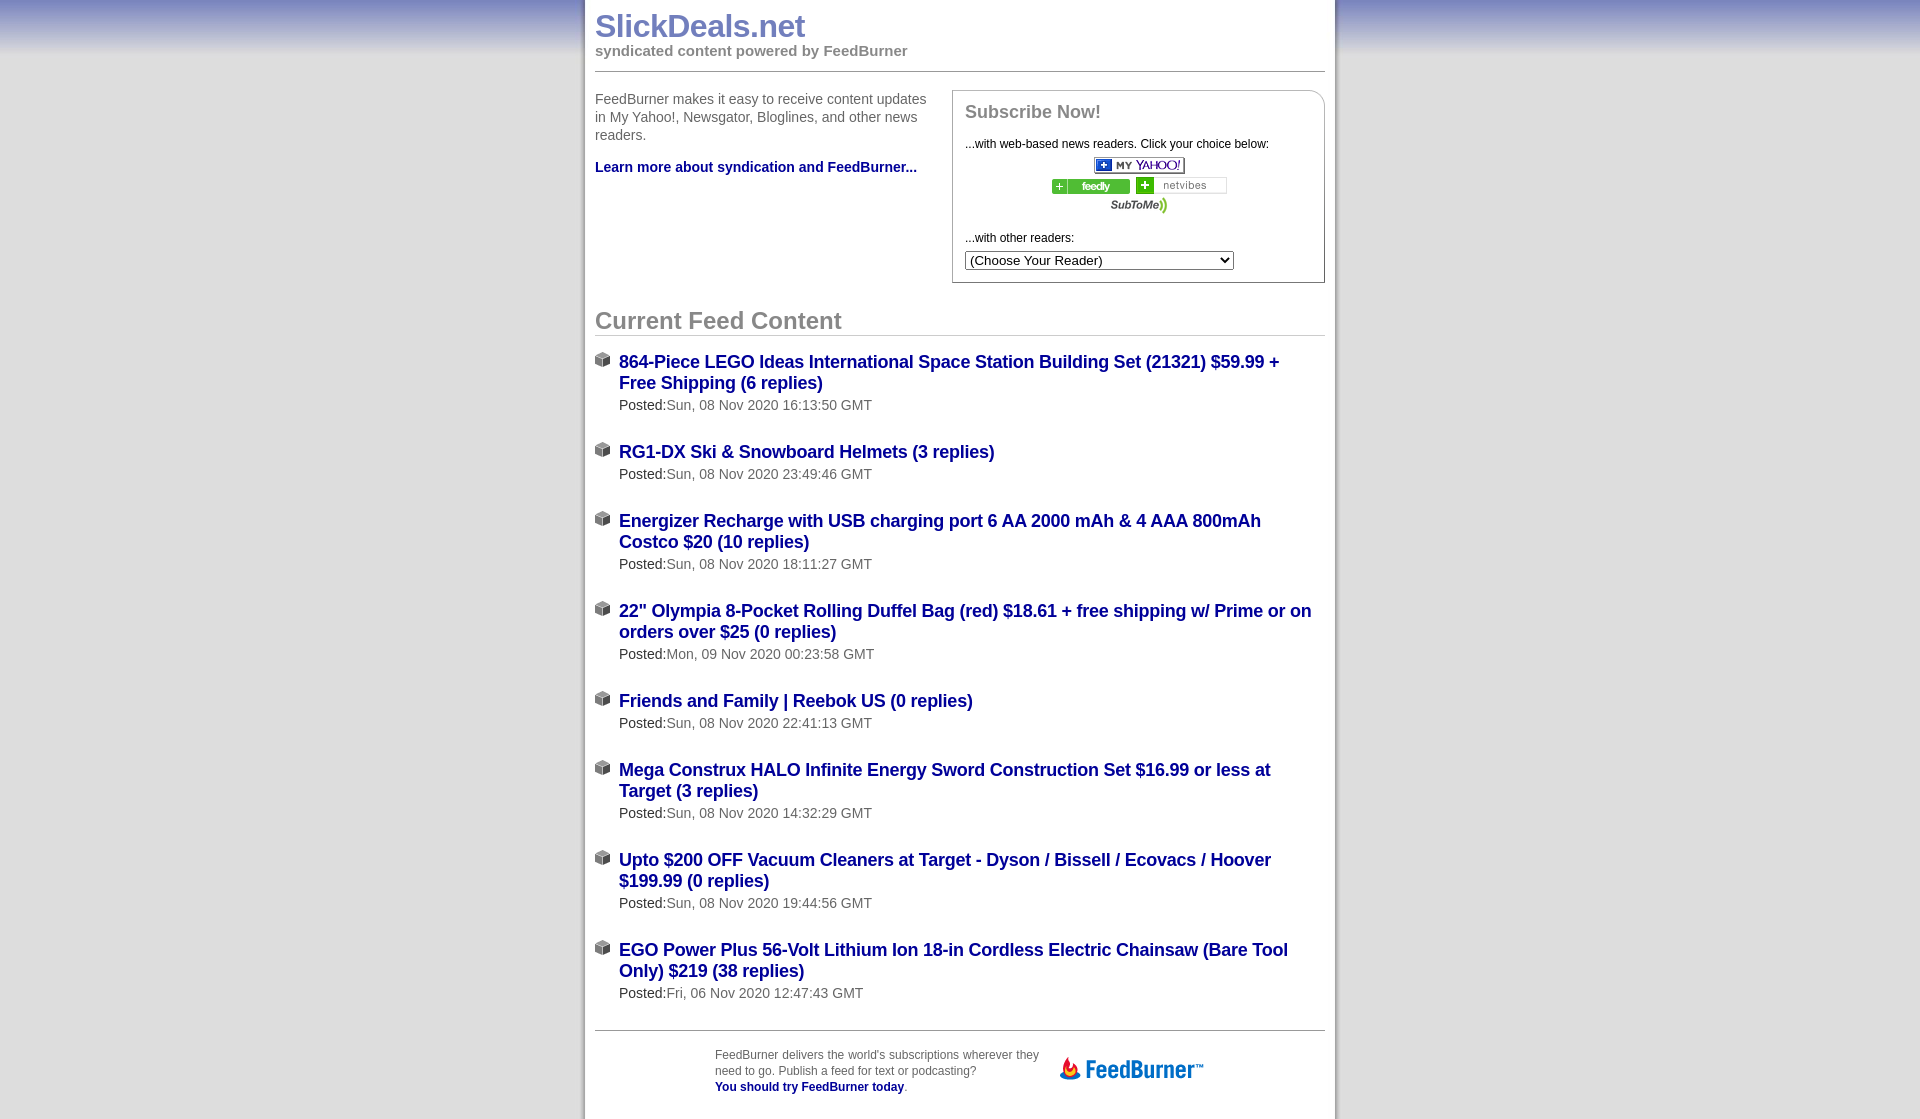 SlickDeals.net
syndicated content powered by FeedBurner
FeedBurner makes it easy to receive content updates
in My Yahoo!, Newsgator, Bloglines, and other news
readers.
Learn more about syndication and FeedBurner...
Subscribe Now!
...with web-based news readers. Click your choice below:
MY YAHOO!
feedly
netvibes
SubToMe
...with other readers:
(Choose Your Reader)
Current Feed Content
864-Piece LEGO Ideas International Space Station Building Set (21321) $59.99 +
Free Shipping (6 replies)
Posted:Sun, 08 Nov 2020 16:13:50 GMT
RG1-DX Ski & Snowboard Helmets (3 replies)
Posted:Sun, 08 Nov 2020 23:49:46 GMT
Energizer Recharge with USB charging port 6 AA 2000 mAh & 4 AAA 800mAh
Costco $20 (10 replies)
Posted:Sun, 08 Nov 2020 18:11:27 GMT
22" Olympia 8-Pocket Rolling Duffel Bag (red) $18.61 + free shipping w/ Prime or on
orders over $25 (0 replies)
Posted:Mon, 09 Nov 2020 00:23:58 GMT
Friends and Family | Reebok US (0 replies)
Posted:Sun, 08 Nov 2020 22:41:13 GMT
Mega Construx HALO Infinite Energy Sword Construction Set $16.99 or less at
Target (3 replies)
Posted:Sun, 08 Nov 2020 14:32:29 GMT
Upto $200 OFF Vacuum Cleaners at Target - Dyson / Bissell / Ecovacs / Hoover
$199.99 (0 replies)
Posted:Sun, 08 Nov 2020 19:44:56 GMT
EGO Power Plus 56-Volt Lithium Ion 18-in Cordless Electric Chainsaw (Bare Tool
Only) $219 (38 replies)
Posted:Fri, 06 Nov 2020 12:47:43 GMT
FeedBurner delivers the world's subscriptions wherever they
need to go. Publish a feed for text or podcasting?
You should try FeedBurner today.
FeedBurner™